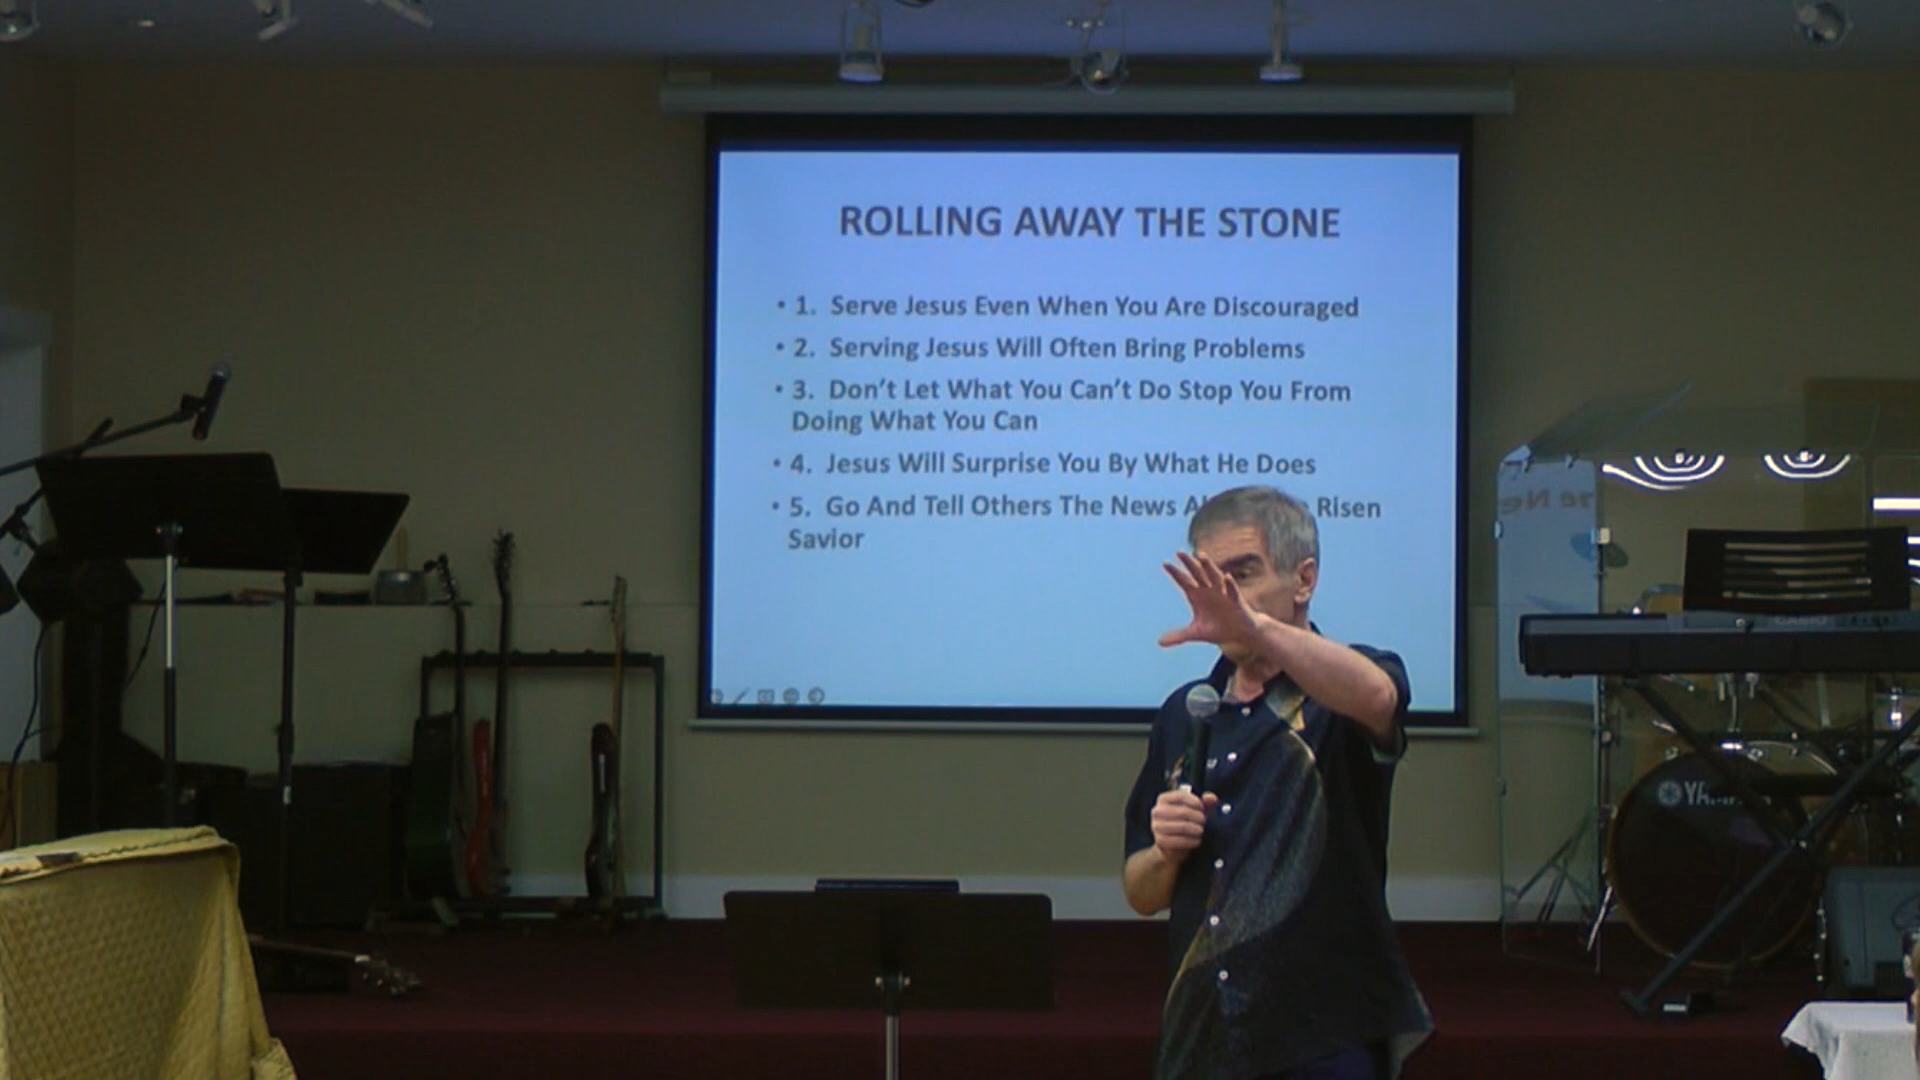 ROLLING AWAY THE STONE
• 1. Serve Jesus Even When You Are Discouraged
• 2. Serving Jesus Will Often Bring Problems
• 3. Don't Let What You Can't Do Stop You From
Doing What You Can
• 4. Jesus Will Surprise You By What He Does
• 5. Go And Tell Others The News Risen
Savior
CASIO